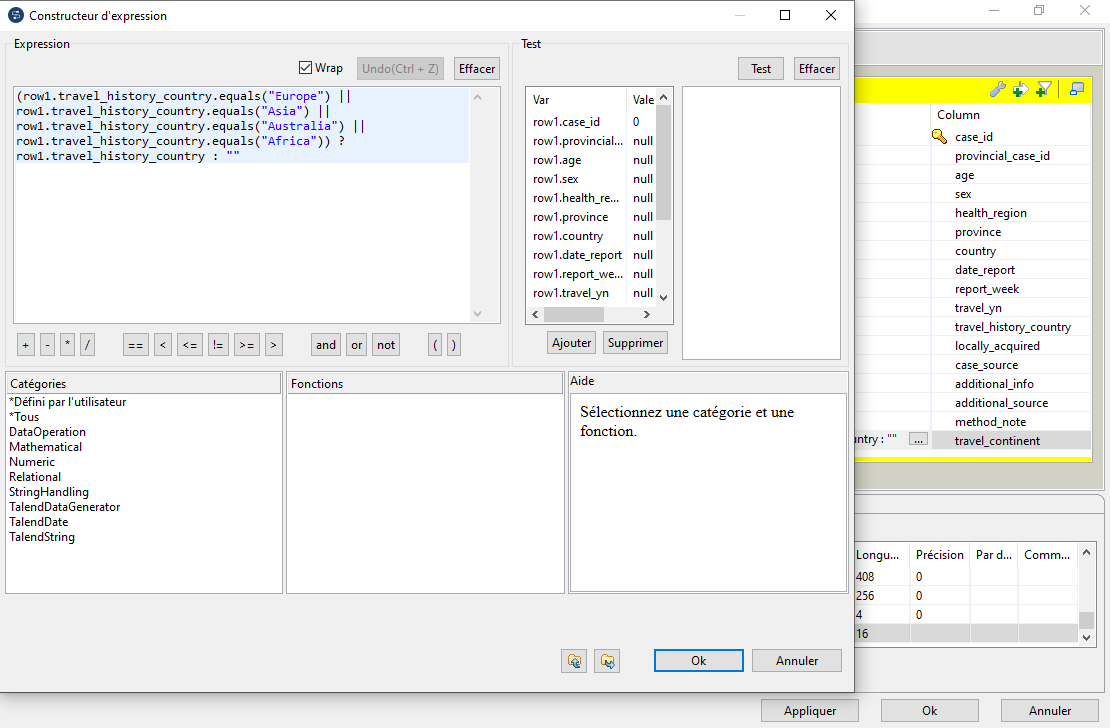 Constructeur d'expression
Expression
Wrap
Undo(Ctrl + Z)
Effacer
(row1.travel_history_country.equals("Europe") ||
row1.travel_history_country.equals("Asia") ||
row1.travel_history_country.equals("Australia") ||
row1.travel_history_country.equals("Africa")) ?
row1.travel_history_country : ""
+ - * / == < <= != >= > and or not ( )
Test
Test
Effacer
Var Vale
row1.case_id 0
row1.provincial... null
row1.age null
row1.sex null
row1.health_re... null
row1.province null
row1.country null
row1.date_report null
row1.report_we... null
row1.travel_yn null
Ajouter
Supprimer
Catégories
*Défini par l'utilisateur
*Tous
DataOperation
Mathematical
Numeric
Relational
StringHandling
TalendDataGenerator
TalendDate
TalendString
Fonctions
Aide
Sélectionnez une catégorie et une
fonction.
Ok
Annuler
Column
case_id
provincial_case_id
age
sex
health_region
province
country
date_report
report_week
travel_yn
travel_history_country
locally_acquired
case_source
additional_info
additional_source
method_note
untry : "" ... travel_continent
Longu... Précision Par d... Comm...
408 0
256 0
4 0
16
Appliquer
Ok
Annuler